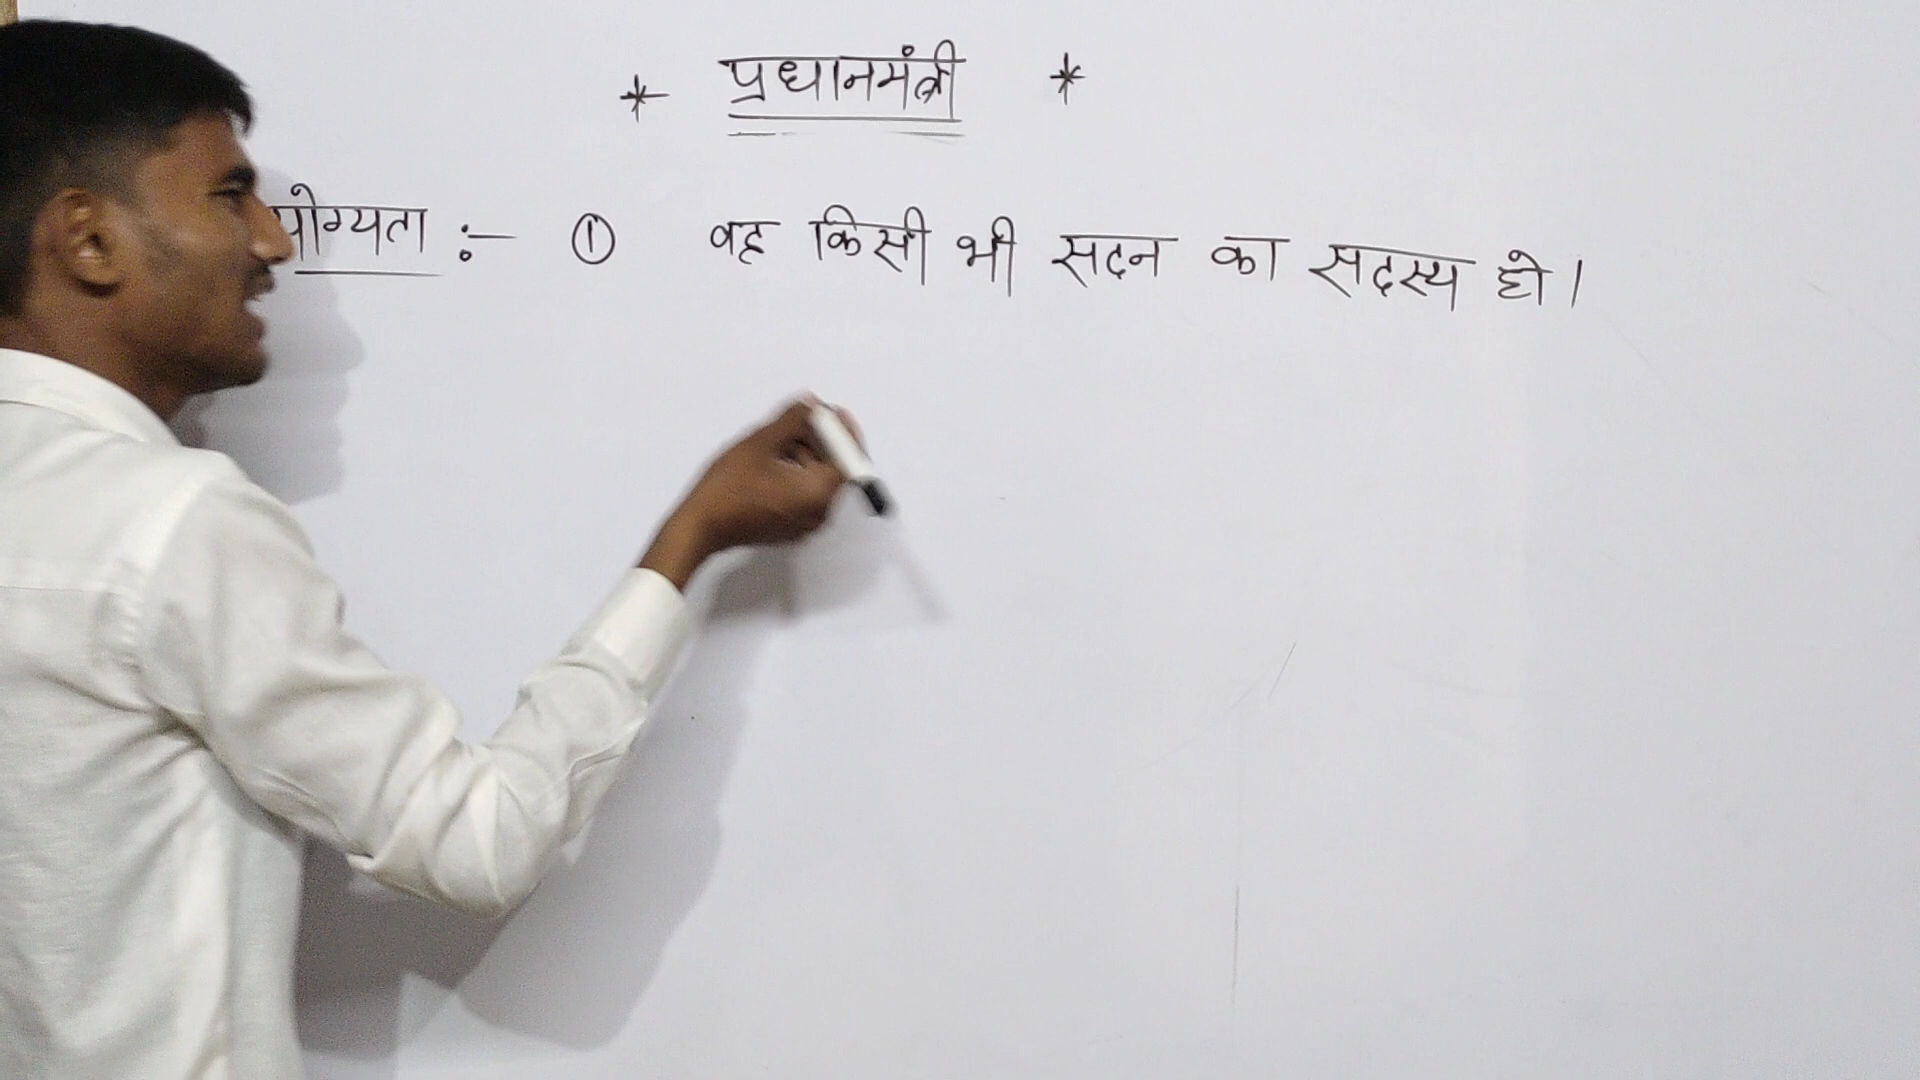 * प्रधानमंत्री *
योग्यता :- ① वह किसी भी सदन का सदस्य हो।